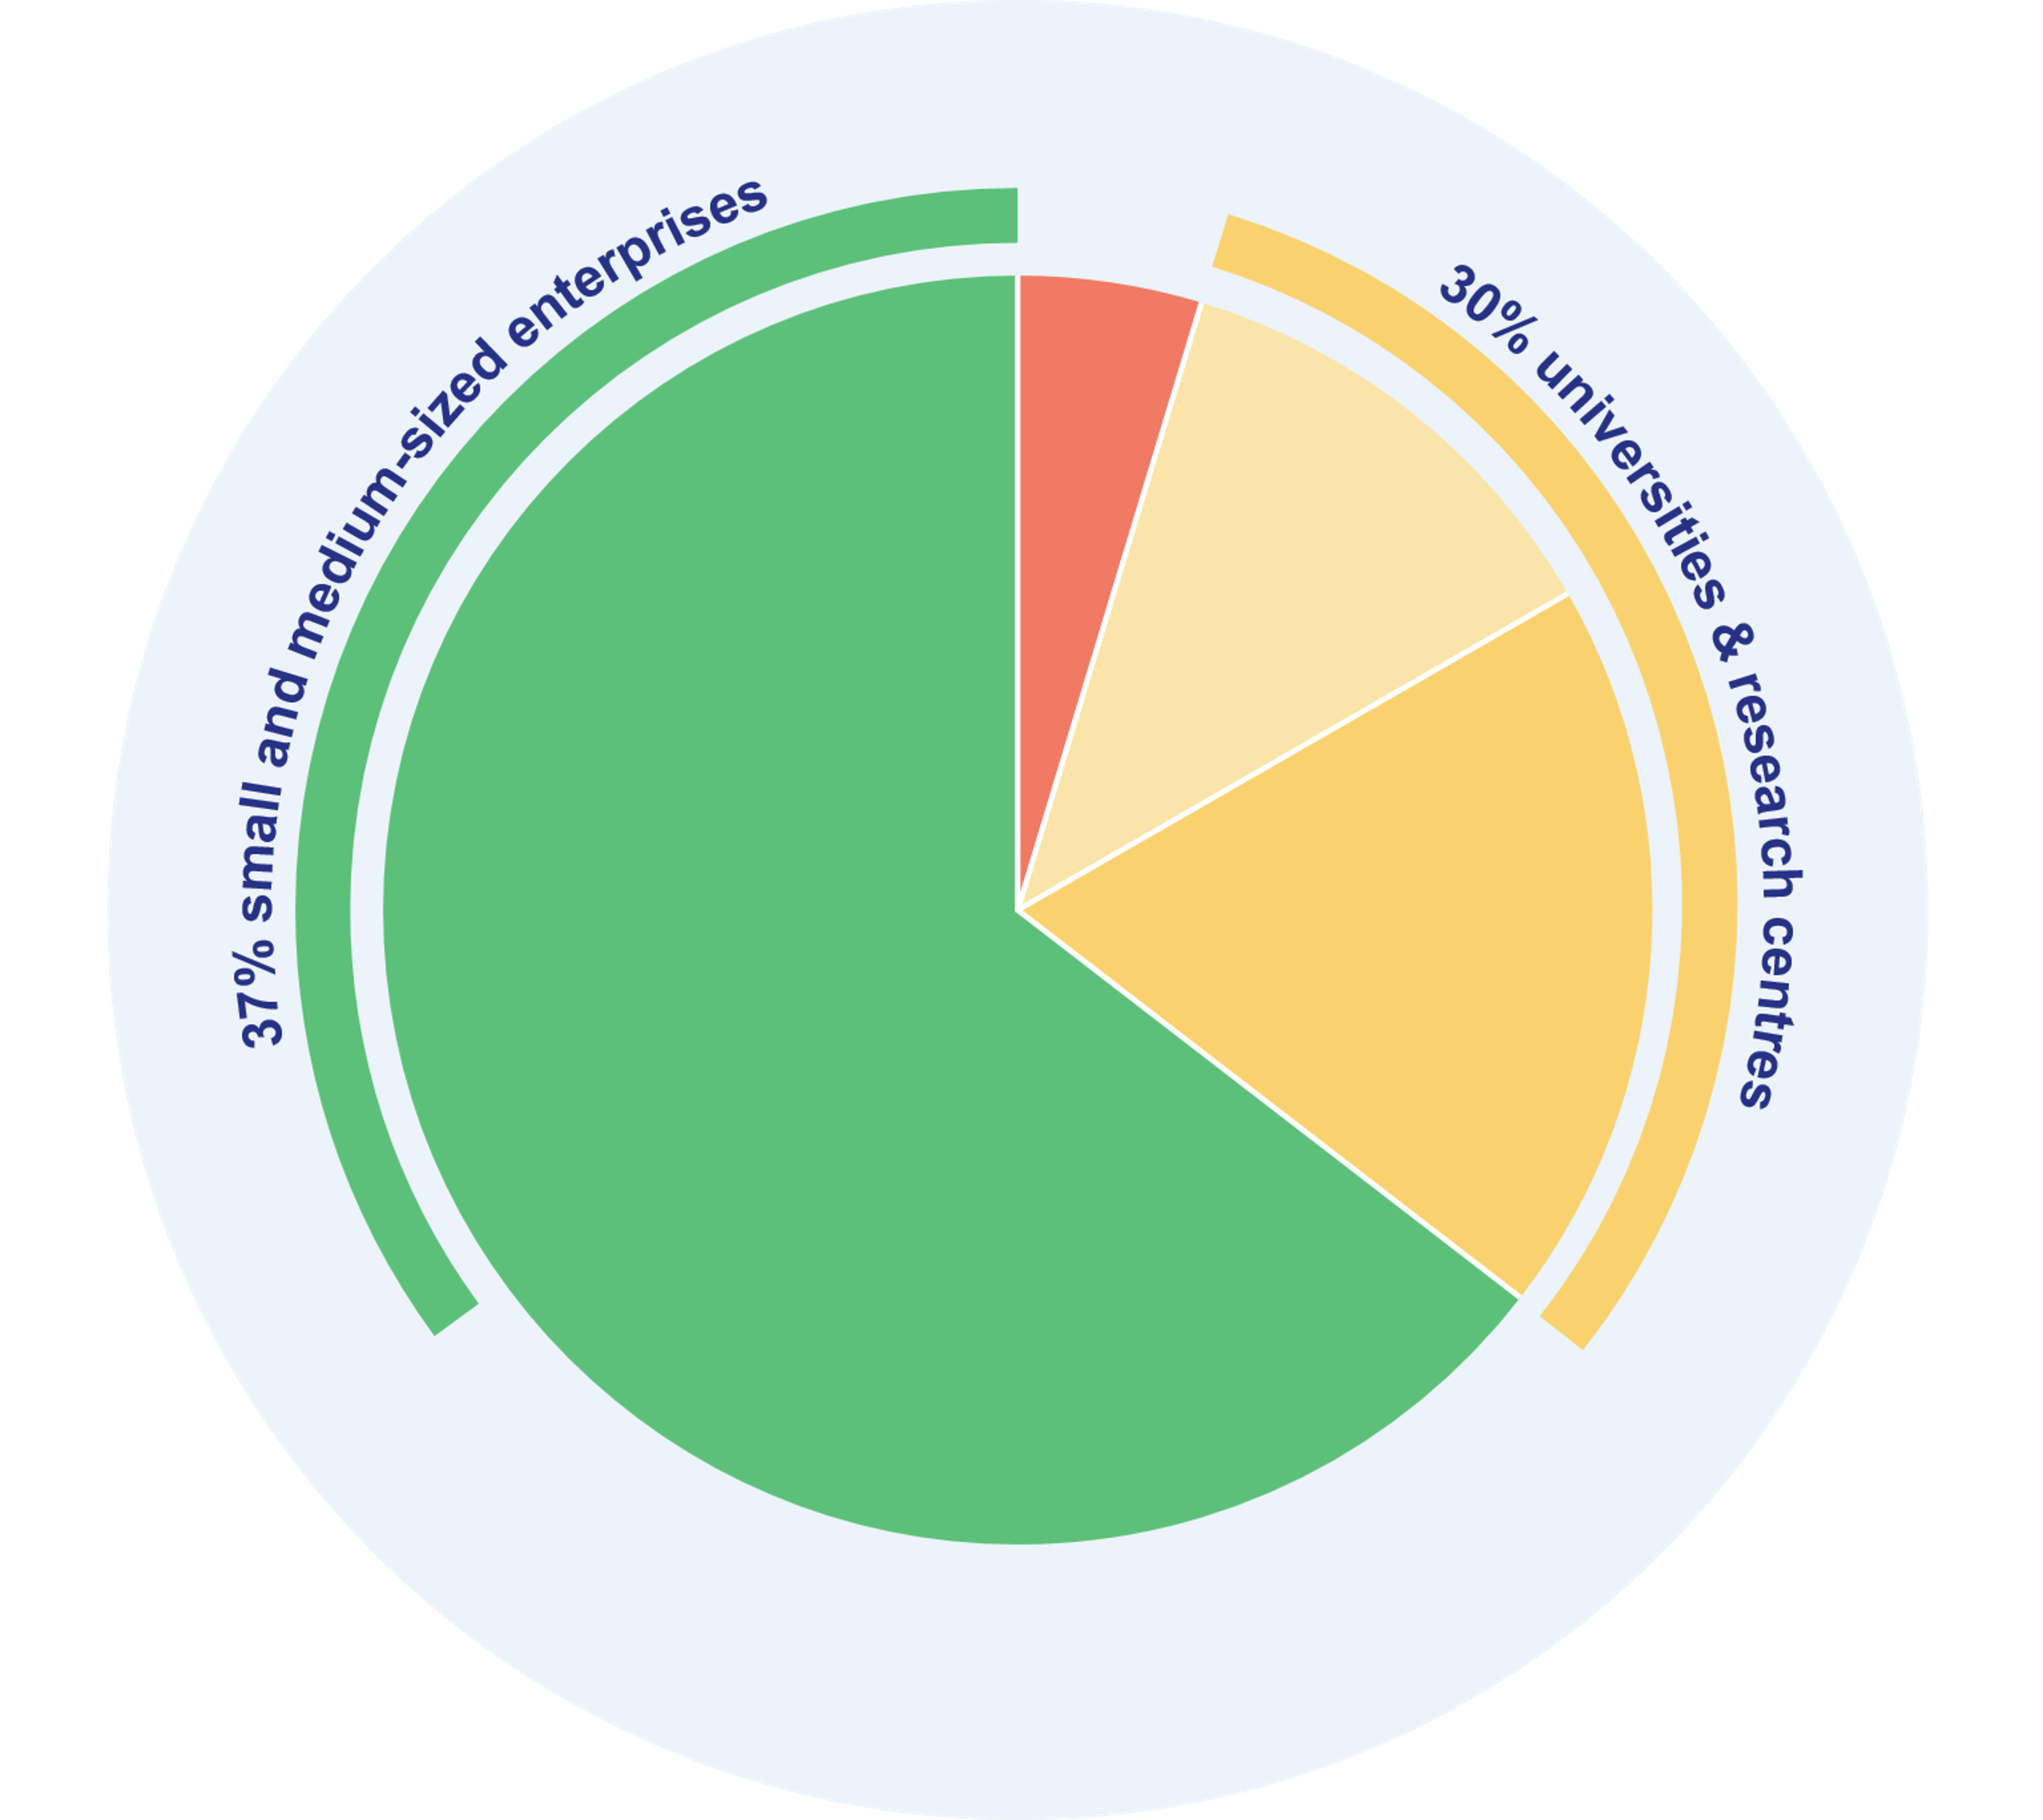 37% small and medium-sized enterprises
30% universities & research centres